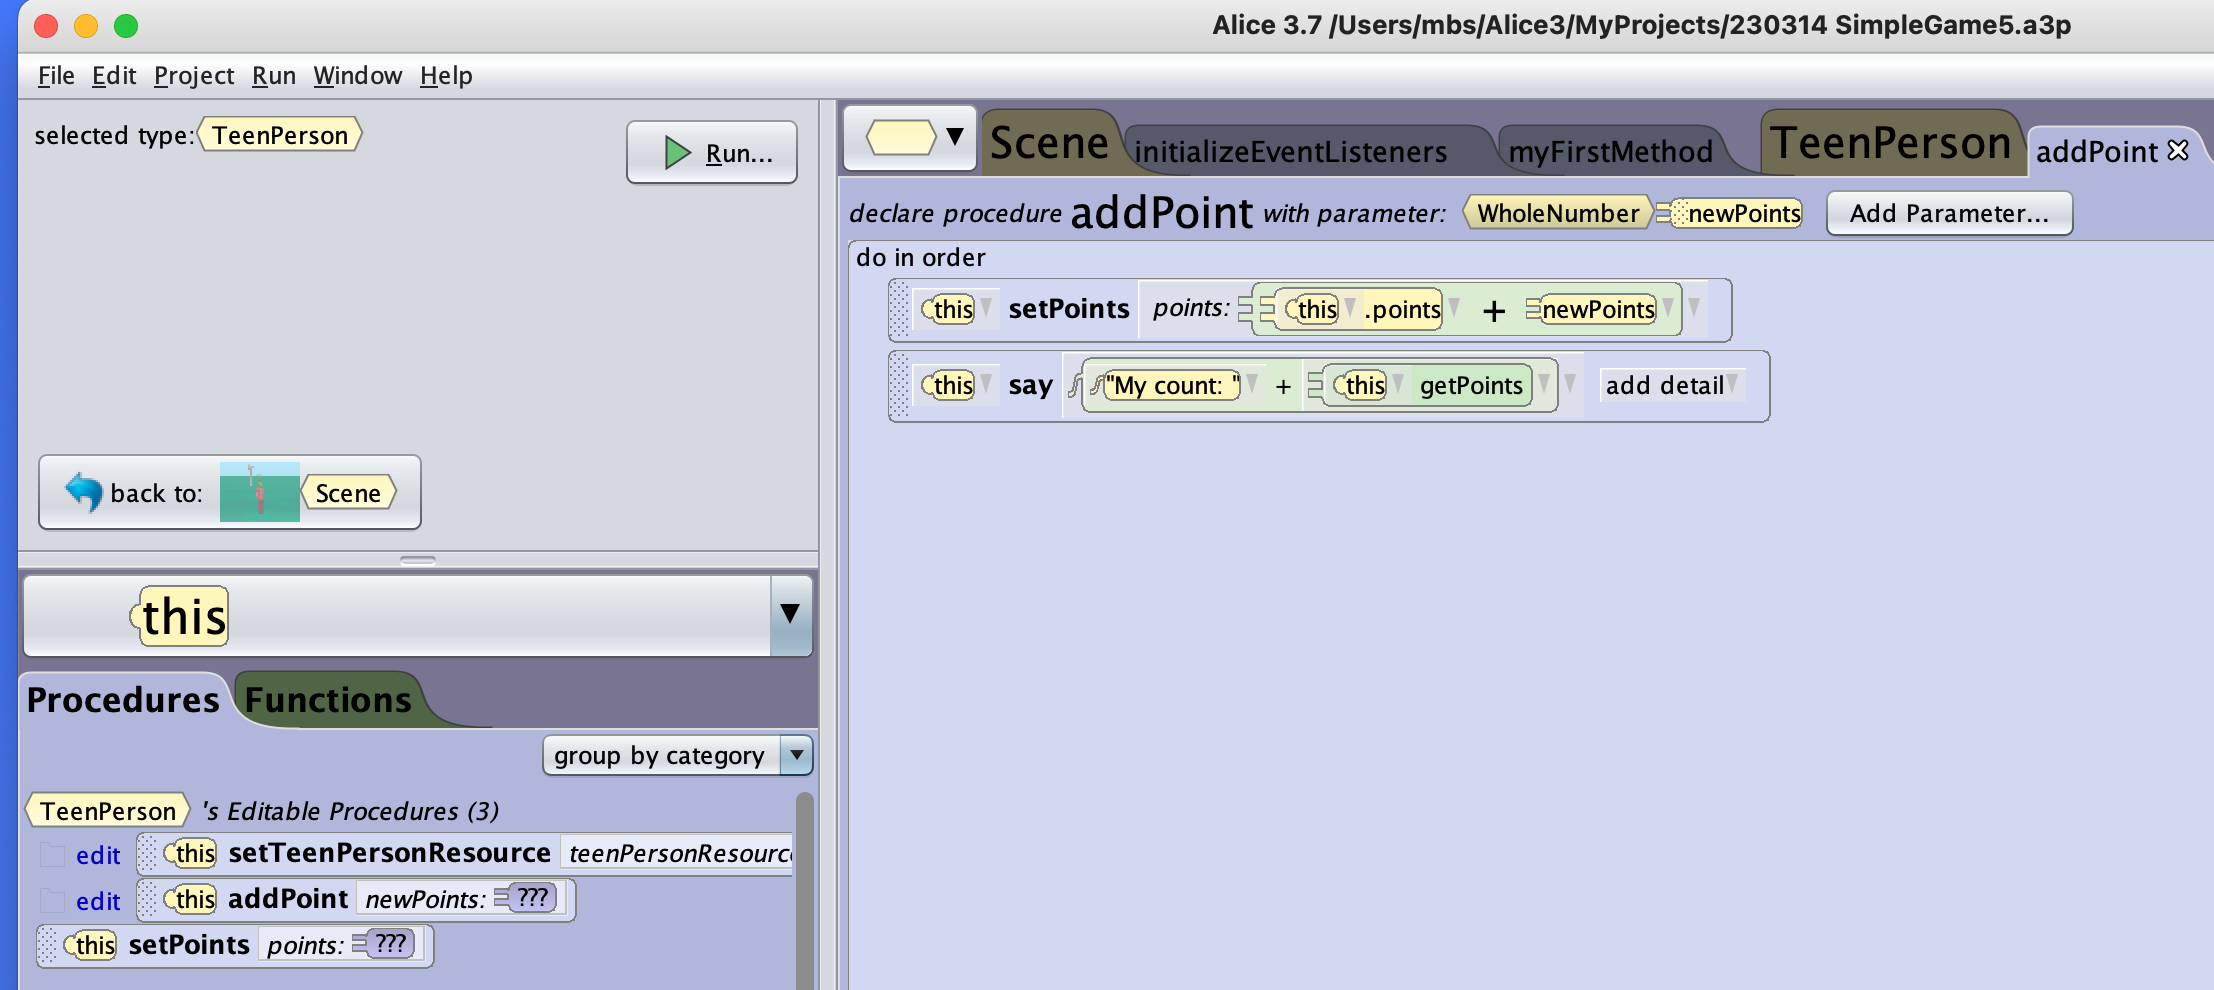 Alice 3.7 /Users/mbs/Alice3/MyProjects/230314 SimpleGame5.a3p
File Edit Project Run Window Help
selected type: TeenPerson
Run...
back to: Scene
this
Procedures Functions
group by category
TeenPerson 's Editable Procedures (3)
edit this setTeenPersonResource teenPersonResourc
edit this addPoint newPoints: ???
this setPoints points: ???
Scene initializeEventListeners myFirstMethod TeenPerson addPoint
declare procedure addPoint with parameter: WholeNumber newPoints Add Parameter...
do in order
this setPoints points: this .points + newPoints
this say "My count: " + this getPoints add detail